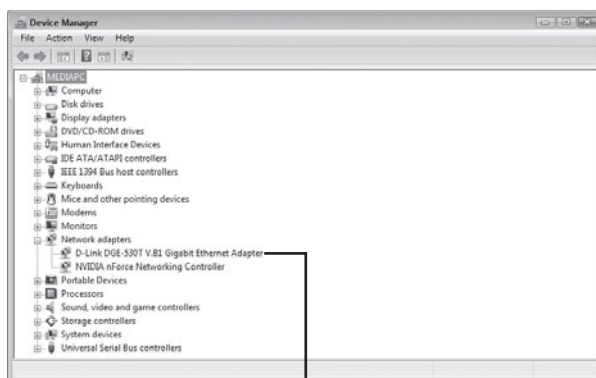 Device Manager
File Action View Help
MEDIAPC
Computer
Disk drives
Display adapters
DVD/CD-ROM drives
Human Interface Devices
IDE ATA/ATAPI controllers
IEEE 1394 Bus host controllers
Keyboards
Mice and other pointing devices
Modems
Monitors
Network adapters
D-Link DGE-530T V.B1 Gigabit Ethernet Adapter
NVIDIA nForce Networking Controller
Portable Devices
Processors
Sound, video and game controllers
Storage controllers
System devices
Universal Serial Bus controllers